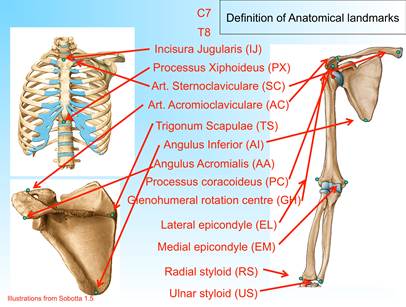 C7
Definition of Anatomical landmarks
T8
Incisura Jugularis (IJ)
Processus Xiphoideus (PX)
Art. Sternoclaviculare (SC)
Art. Acromioclaviculare (AC)
Trigonum Scapulae (TS)
Angulus Inferior (AI)
Angulus Acromialis (AA)
Processus coracoideus (PC)
Glenohumeral rotation centre (GH)
Lateral epicondyle (EL)
Medial epicondyle (EM)
Radial styloid (RS)
Ulnar styloid (US)
Illustrations from Sobotta 1.5